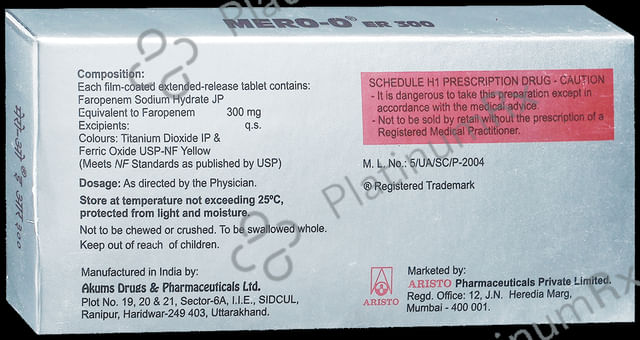 MERO-O® ER 300
Composition:
Each film-coated extended-release tablet contains:
Faropenem Sodium Hydrate JP
Equivalent to Faropenem 300 mg
Excipients: q.s.
Colours: Titanium Dioxide IP &
Ferric Oxide USP-NF Yellow
(Meets NF Standards as published by USP)
Dosage: As directed by the Physician.
Store at temperature not exceeding 25ºC,
protected from light and moisture.
Not to be chewed or crushed. To be swallowed whole.
Keep out of reach of children.
Manufactured in India by:
Akums Drugs & Pharmaceuticals Ltd.
Plot No. 19, 20 & 21, Sector-6A, I.I.E., SIDCUL,
Ranipur, Haridwar-249 403, Uttarakhand.
SCHEDULE H1 PRESCRIPTION DRUG - CAUTION
- It is dangerous to take this preparation except in
accordance with the medical advice.
- Not to be sold by retail without the prescription of a
Registered Medical Practitioner.
M. L. No.: 5/UA/SC/P-2004
® Registered Trademark
ARISTO
Marketed by:
ARISTO Pharmaceuticals Private Limited.
Regd. Office: 12, J.N. Heredia Marg,
Mumbai - 400 001.
मेरो-ओ® ई आर 300
PlatinumRx